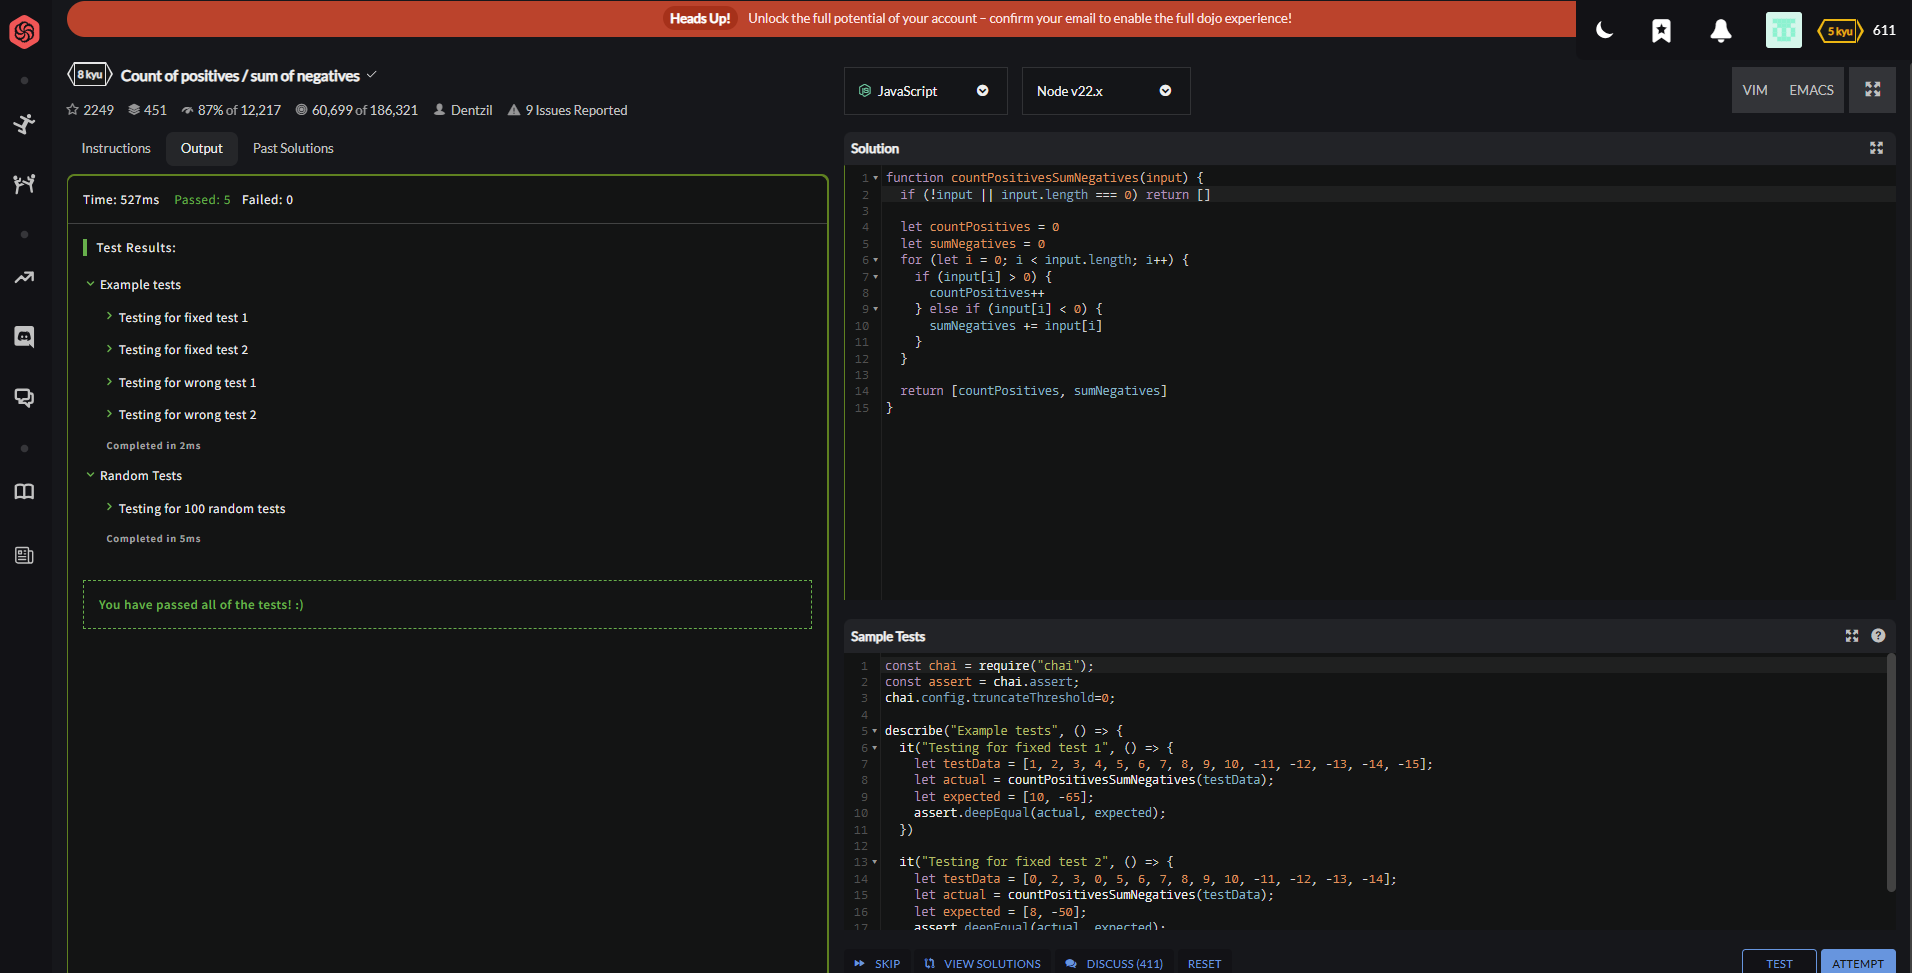 Heads Up! Unlock the full potential of your account – confirm your email to enable the full dojo experience!
5 kyu 611
8 kyu Count of positives / sum of negatives
2249 451 87% of 12,217 60,699 of 186,321 Dentzil 9 Issues Reported
Instructions Output Past Solutions
Time: 527ms Passed: 5 Failed: 0
Test Results:
Example tests
Testing for fixed test 1
Testing for fixed test 2
Testing for wrong test 1
Testing for wrong test 2
Completed in 2ms
Random Tests
Testing for 100 random tests
Completed in 5ms
You have passed all of the tests! :)
JavaScript Node v22.x VIM EMACS
Solution
1 function countPositivesSumNegatives(input) {
2 if (!input || input.length === 0) return []
3
4 let countPositives = 0
5 let sumNegatives = 0
6 for (let i = 0; i < input.length; i++) {
7 if (input[i] > 0) {
8 countPositives++
9 } else if (input[i] < 0) {
10 sumNegatives += input[i]
11 }
12 }
13
14 return [countPositives, sumNegatives]
15 }
Sample Tests
1 const chai = require("chai");
2 const assert = chai.assert;
3 chai.config.truncateThreshold=0;
4
5 describe("Example tests", () => {
6 it("Testing for fixed test 1", () => {
7 let testData = [1, 2, 3, 4, 5, 6, 7, 8, 9, 10, -11, -12, -13, -14, -15];
8 let actual = countPositivesSumNegatives(testData);
9 let expected = [10, -65];
10 assert.deepEqual(actual, expected);
11 })
12
13 it("Testing for fixed test 2", () => {
14 let testData = [0, 2, 3, 0, 5, 6, 7, 8, 9, 10, -11, -12, -13, -14];
15 let actual = countPositivesSumNegatives(testData);
16 let expected = [8, -50];
17 assert.deepEqual(actual, expected);
SKIP VIEW SOLUTIONS DISCUSS (411) RESET TEST ATTEMPT